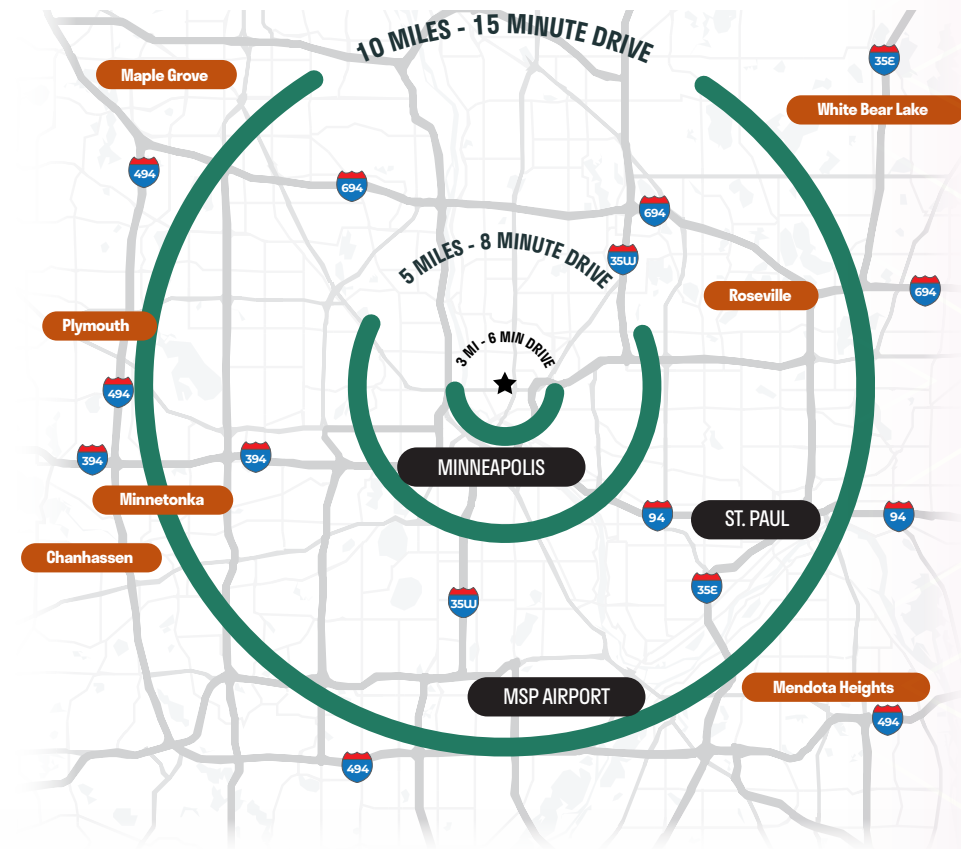 10 MILES - 15 MINUTE DRIVE
35E
Maple Grove
White Bear Lake
494
694
694
5 MILES - 8 MINUTE DRIVE
35W
694
Roseville
Plymouth
3 MI - 6 MIN DRIVE
494
394
394
MINNEAPOLIS
Minnetonka
94
ST. PAUL
94
Chanhassen
35E
35W
Mendota Heights
MSP AIRPORT
494
494